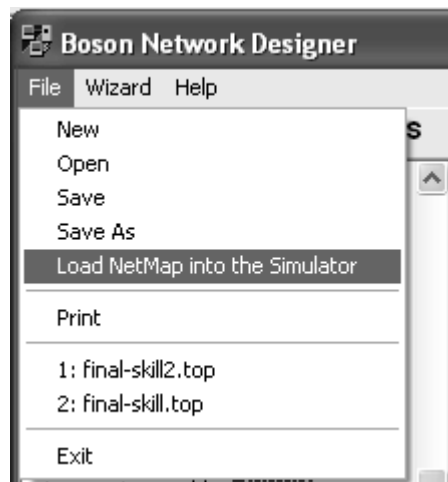 Boson Network Designer
File Wizard Help
New
S
Open
Save
Save As
Load NetMap into the Simulator
Print
1: final-skill2.top
2: final-skill.top
Exit